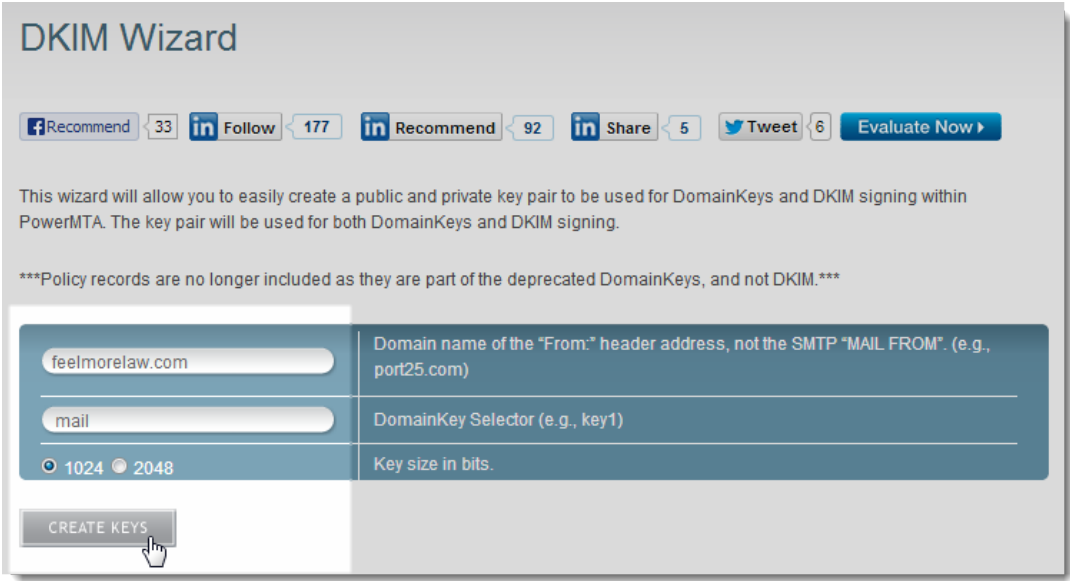 DKIM Wizard
Recommend 33 in Follow 177 in Recommend 92 in Share 5 Tweet 6 Evaluate Now
This wizard will allow you to easily create a public and private key pair to be used for DomainKeys and DKIM signing within
PowerMTA. The key pair will be used for both DomainKeys and DKIM signing.
***Policy records are no longer included as they are part of the deprecated DomainKeys, and not DKIM.***
feelmorelaw.com
Domain name of the “From:” header address, not the SMTP “MAIL FROM”. (e.g.,
port25.com)
mail
DomainKey Selector (e.g., key1)
1024 2048
Key size in bits.
CREATE KEYS